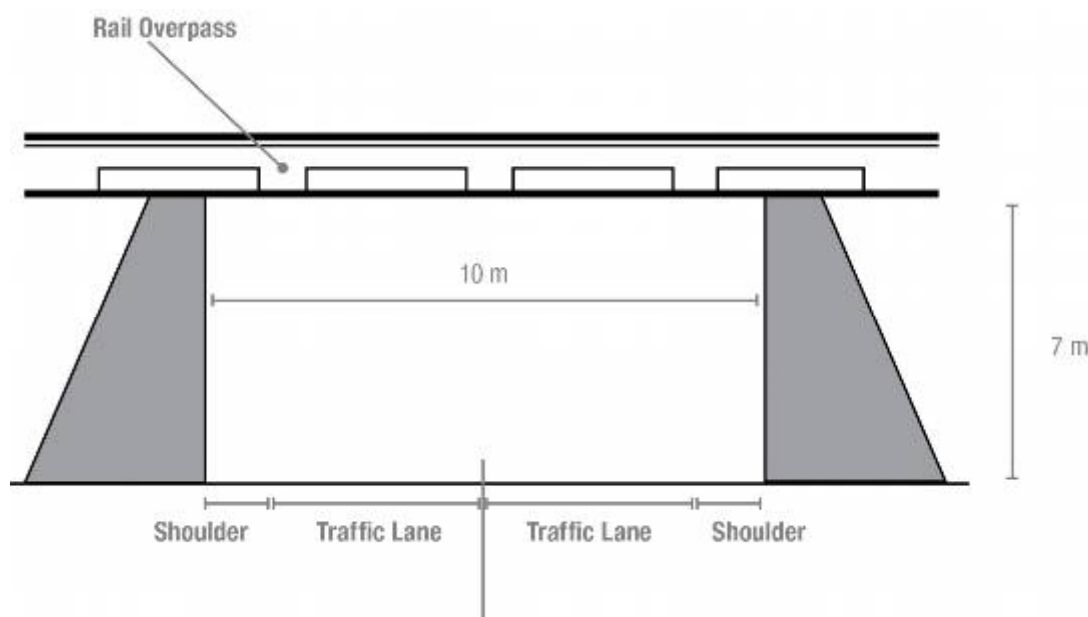 Rail Overpass
10 m
7 m
Shoulder
Traffic Lane
Traffic Lane
Shoulder